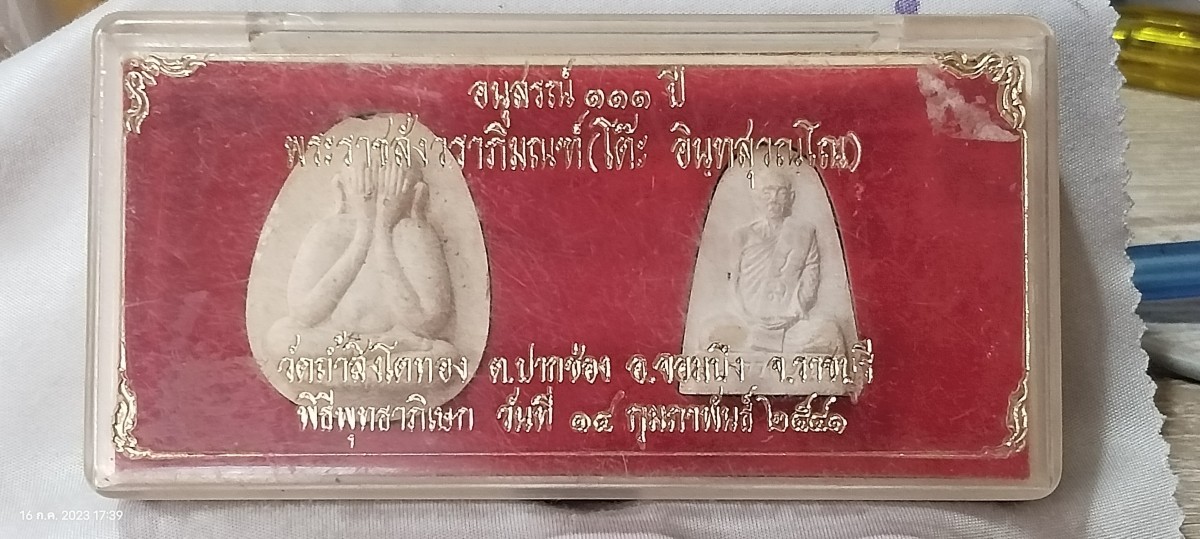 อนุสรณ์ ๑๑๑ ปี
พระราชสังวราภิมณฑ์(โต๊ะ อินฺทสุวณฺโณ)
วัดถ้ำสิงโตทอง ต.ปากช่อง อ.จอมบึง จ.ราชบุรี
พิธีพุทธาภิเษก วันที่ ๑๔ กุมภาพันธ์ ๒๕๔๑
16 ก.ค. 2023 17:39